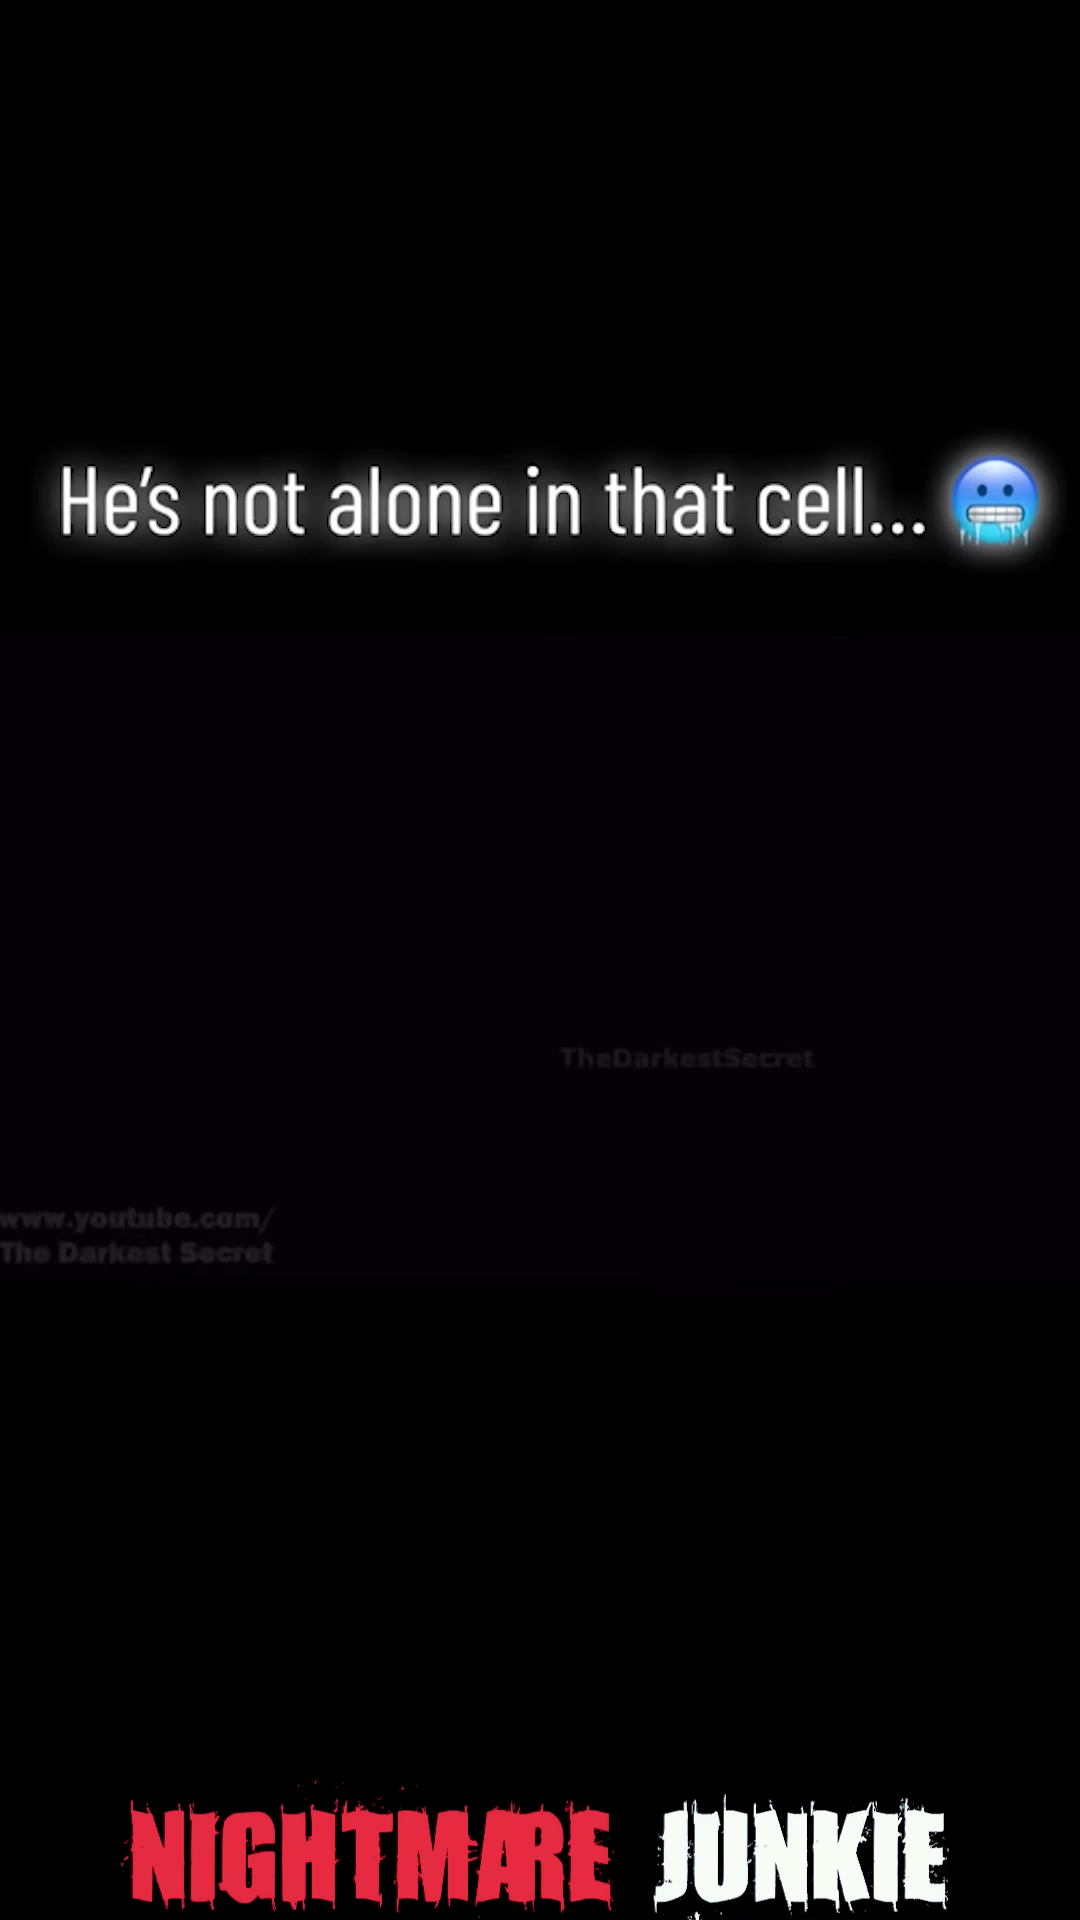 He’s not alone in that cell... 🥶
TheDarkestSecret
www.youtube.com/
The Darkest Secret
NIGHTMARE JUNKIE